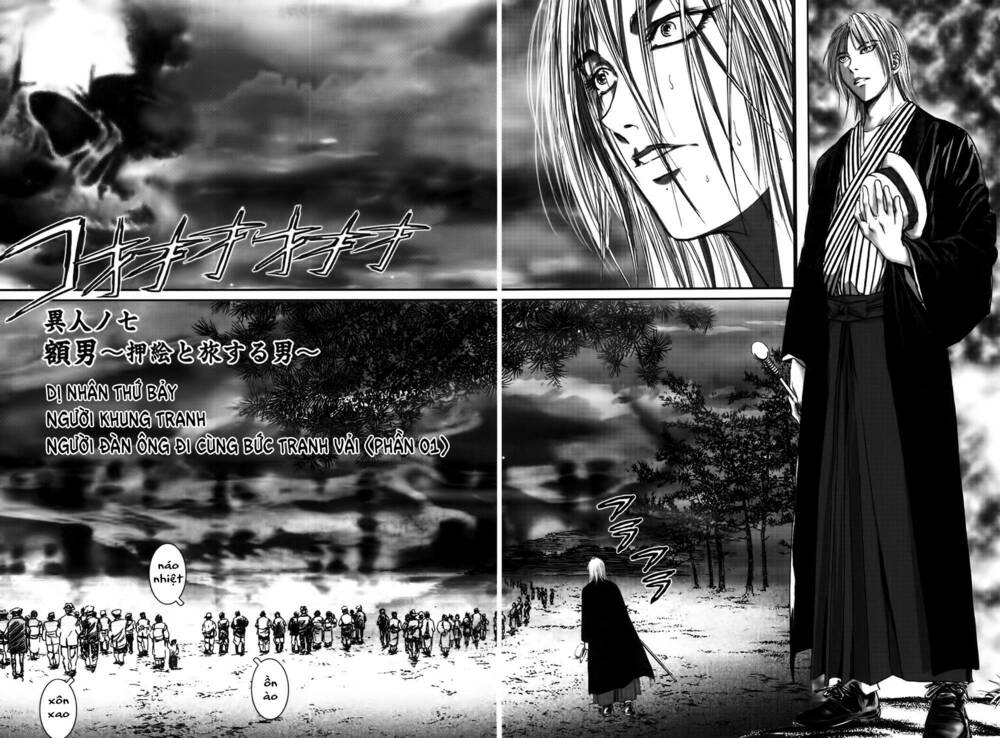 フラフラ
コオオオオオオ
異人ノ七
額男～押絵と旅する男～
DỊ NHÂN THỨ BẢY
NGƯỜI KHUNG TRANH
NGƯỜI ĐÀN ÔNG ĐI CÙNG BỨC TRANH VẢI (PHẦN 01)
náo
nhiệt
ồn
ào
xôn
xao